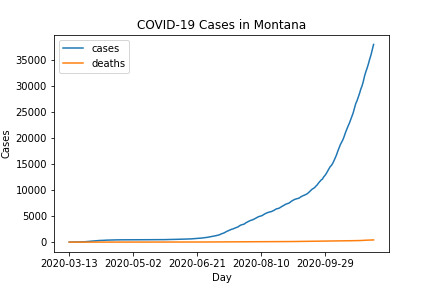 COVID-19 Cases in Montana
cases
deaths
35000
30000
25000
20000
15000
10000
5000
0
Cases
2020-03-13 2020-05-02 2020-06-21 2020-08-10 2020-09-29
Day